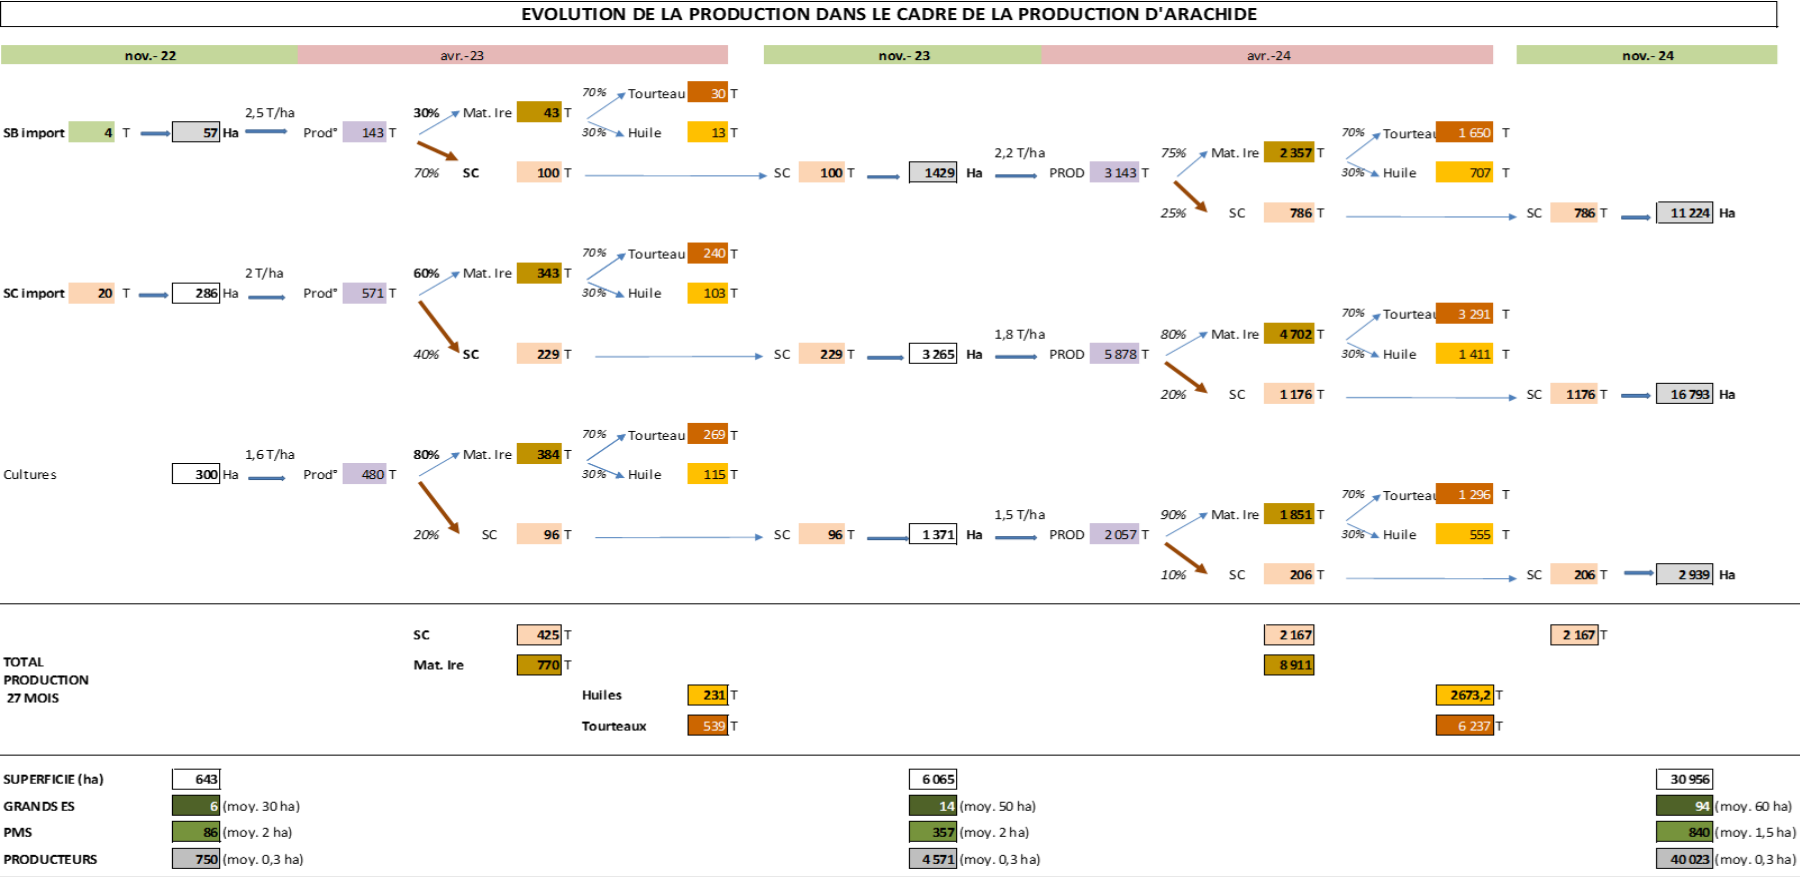 EVOLUTION DE LA PRODUCTION DANS LE CADRE DE LA PRODUCTION D'ARACHIDE
nov.- 22 avr.-23 nov.- 23 avr.-24 nov.- 24
70% Tourteau 30 T
2,5 T/ha 30% Mat. Ire 43 T
SB import 4 T 57 Ha Prod° 143 T 30% Huile 13 T 70% Tourteau 1 650 T
2,2 T/ha 75% Mat. Ire 2 357 T
70% SC 100 T SC 100 T 1429 Ha PROD 3 143 T 30% Huile 707 T
25% SC 786 T SC 786 T 11 224 Ha
70% Tourteau 240 T
2 T/ha 60% Mat. Ire 343 T
SC import 20 T 286 Ha Prod° 571 T 30% Huile 103 T
70% Tourteau 3 291 T
1,8 T/ha 80% Mat. Ire 4 702 T
40% SC 229 T SC 229 T 3 265 Ha PROD 5 878 T 30% Huile 1 411 T
20% SC 1 176 T SC 1176 T 16 793 Ha
70% Tourteau 269 T
1,6 T/ha 80% Mat. Ire 384 T
Cultures 300 Ha Prod° 480 T 30% Huile 115 T
70% Tourteau 1 296 T
1,5 T/ha 90% Mat. Ire 1 851 T
20% SC 96 T SC 96 T 1 371 Ha PROD 2 057 T 30% Huile 555 T
10% SC 206 T SC 206 T 2 939 Ha
SC 425 T 2 167 2 167 T
TOTAL Mat. Ire 770 T 8 911
PRODUCTION
27 MOIS Huiles 231 T 2673,2 T
Tourteaux 539 T 6 237 T
SUPERFICIE (ha) 643 6 065 30 956
GRANDS ES 6 (moy. 30 ha) 14 (moy. 50 ha) 94 (moy. 60 ha)
PMS 86 (moy. 2 ha) 357 (moy. 2 ha) 840 (moy. 1,5 ha)
PRODUCTEURS 750 (moy. 0,3 ha) 4 571 (moy. 0,3 ha) 40 023 (moy. 0,3 ha)